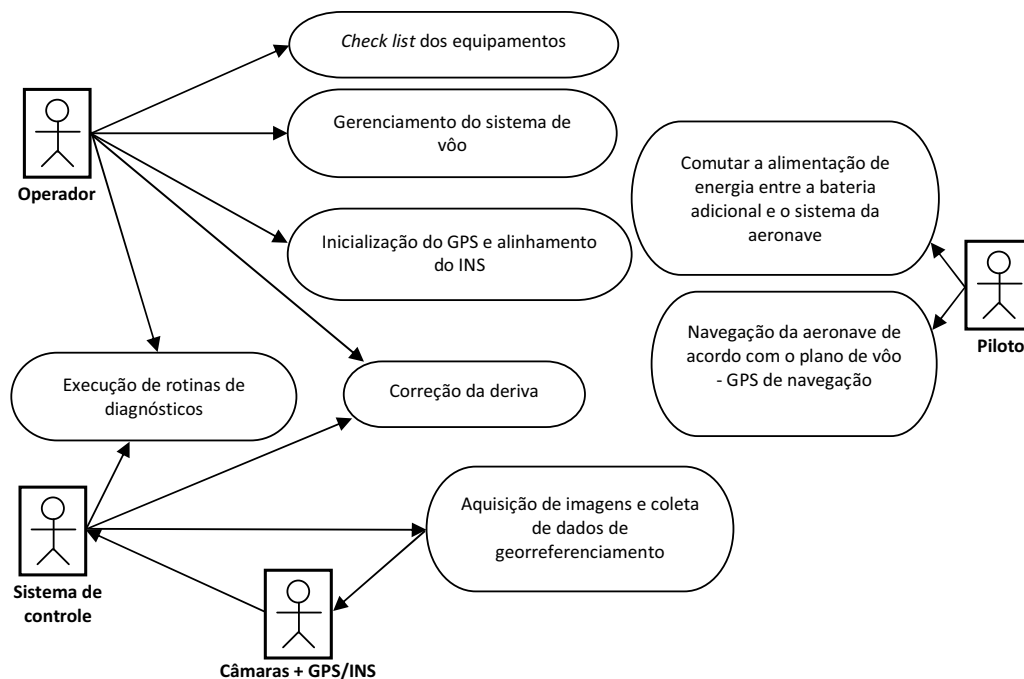 Check list dos equipamentos
Gerenciamento do sistema de
vôo
Operador
Comutar a alimentação de
energia entre a bateria
adicional e o sistema da
aeronave
Inicialização do GPS e alinhamento
do INS
Navegação da aeronave de
acordo com o plano de vôo
- GPS de navegação
Piloto
Execução de rotinas de
diagnósticos
Correção da deriva
Aquisição de imagens e coleta
de dados de
georreferenciamento
Sistema de
controle
Câmaras + GPS/INS